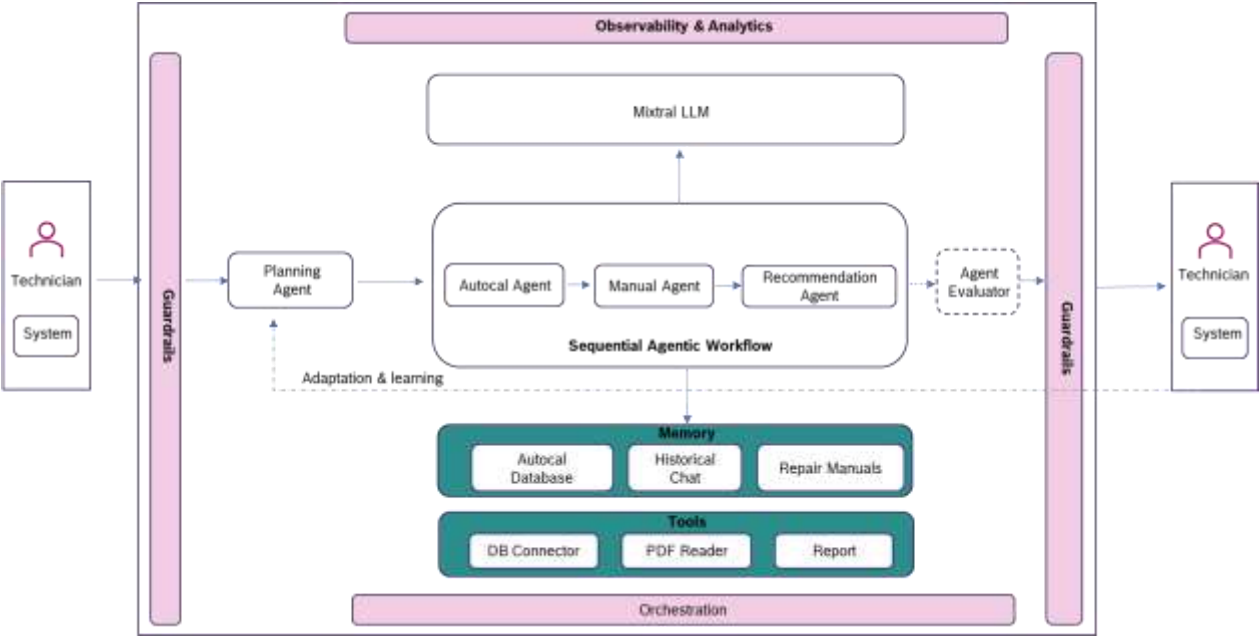 Observability & Analytics
Mixtral LLM
Technician
System
Guardrails
Planning
Agent
Autocal Agent
Manual Agent
Recommendation
Agent
Sequential Agentic Workflow
Agent
Evaluator
Guardrails
Technician
System
Adaptation & learning
Memory
Autocal
Database
Historical
Chat
Repair Manuals
Tools
DB Connector
PDF Reader
Report
Orchestration